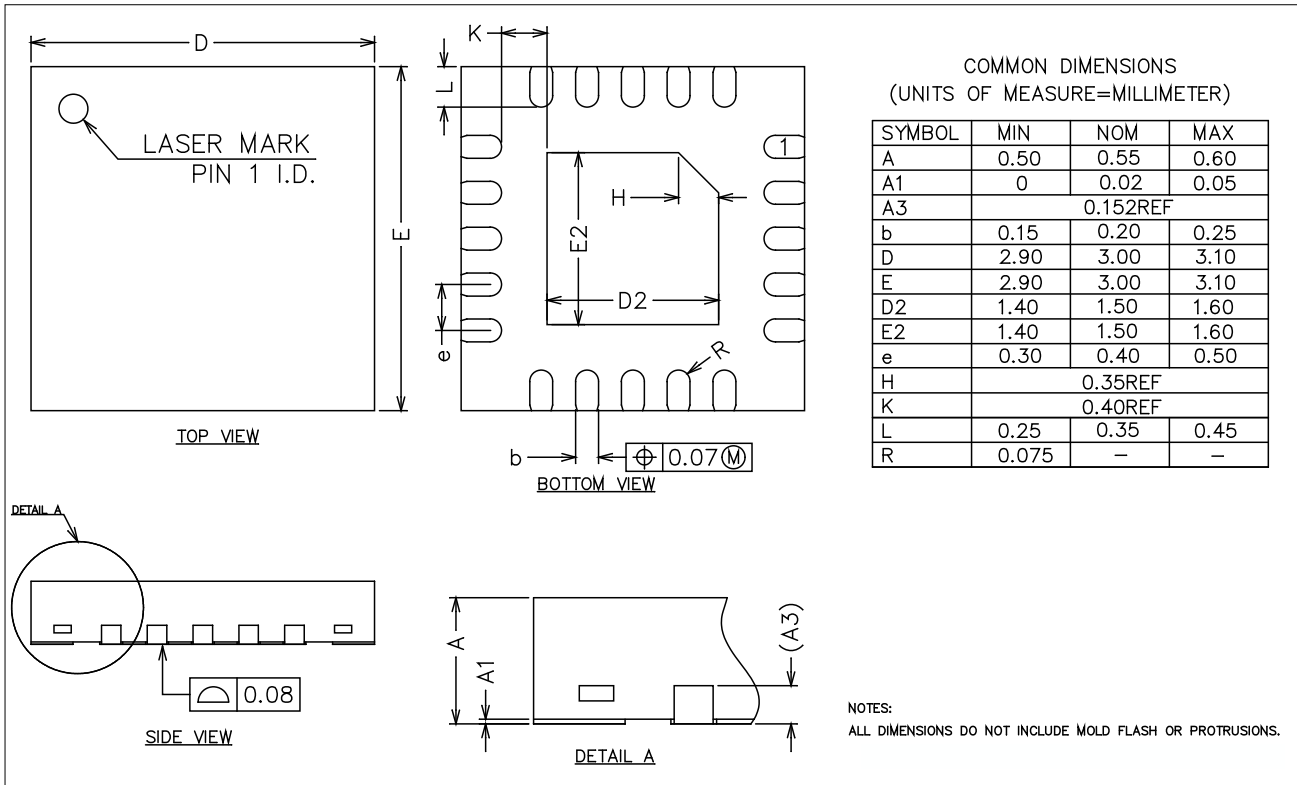 D
E
LASER MARK
PIN 1 I.D.
TOP VIEW
K
L
1
H
E2
D2
e
R
b
0.07 Ⓜ
BOTTOM VIEW
COMMON DIMENSIONS
(UNITS OF MEASURE=MILLIMETER)
SYMBOL MIN NOM MAX
A 0.50 0.55 0.60
A1 0 0.02 0.05
A3 0.152REF
b 0.15 0.20 0.25
D 2.90 3.00 3.10
E 2.90 3.00 3.10
D2 1.40 1.50 1.60
E2 1.40 1.50 1.60
e 0.30 0.40 0.50
H 0.35REF
K 0.40REF
L 0.25 0.35 0.45
R 0.075 – –
DETAIL A
0.08
SIDE VIEW
A
A1
(A3)
DETAIL A
NOTES:
ALL DIMENSIONS DO NOT INCLUDE MOLD FLASH OR PROTRUSIONS.